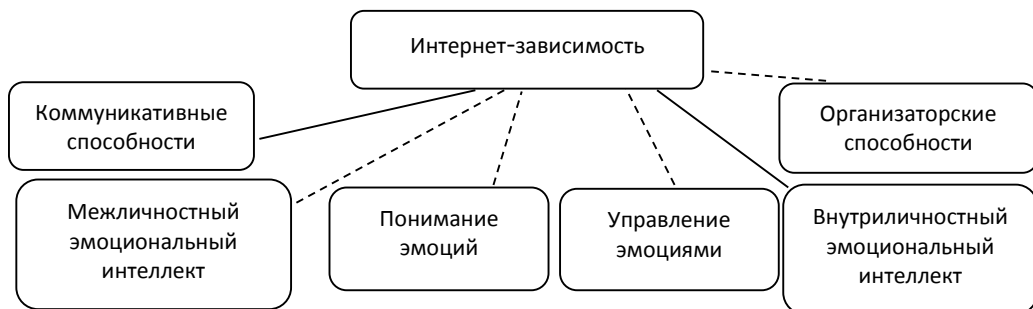 Интернет-зависимость
Коммуникативные
способности
Организаторские
способности
Межличностный
эмоциональный
интеллект
Понимание
эмоций
Управление
эмоциями
Внутриличностный
эмоциональный
интеллект